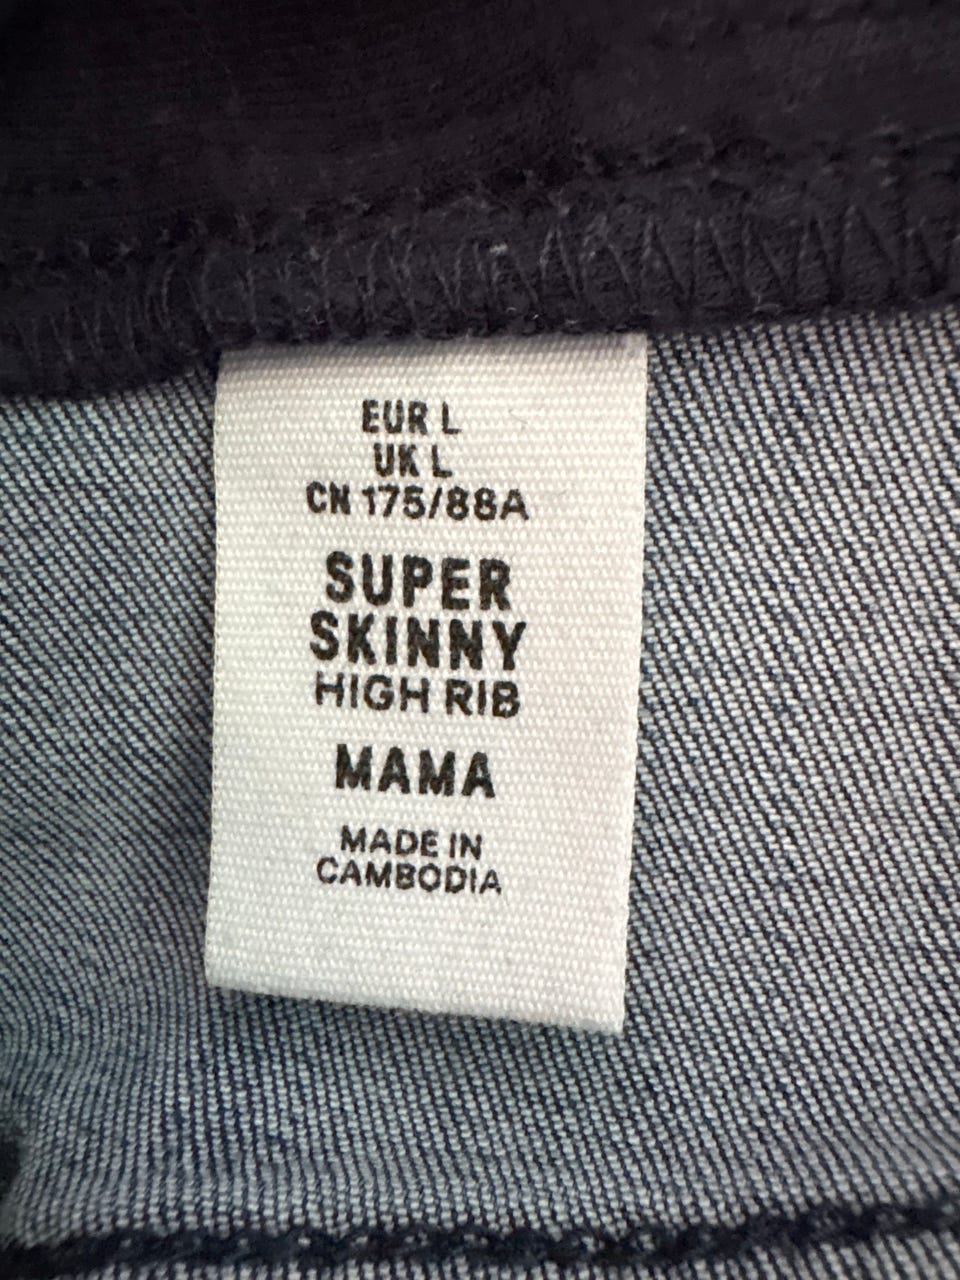 EUR L
UK L
CN 175/88A
SUPER
SKINNY
HIGH RIB
MAMA
MADE IN
CAMBODIA